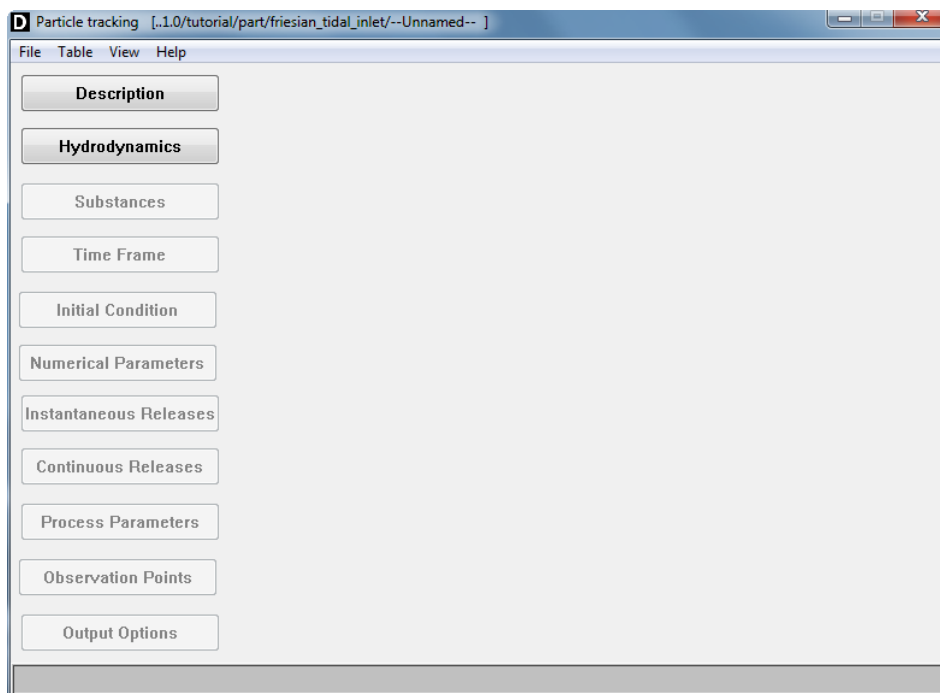 D Particle tracking [..1.0/tutorial/part/friesian_tidal_inlet/--Unnamed-- ]
File Table View Help
Description
Hydrodynamics
Substances
Time Frame
Initial Condition
Numerical Parameters
Instantaneous Releases
Continuous Releases
Process Parameters
Observation Points
Output Options